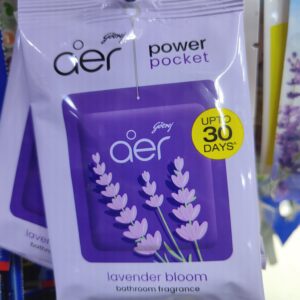 Godrej
aer
power
pocket
Godrej
aer
UPTO
30
DAYS*
lavender bloom
bathroom fragrance